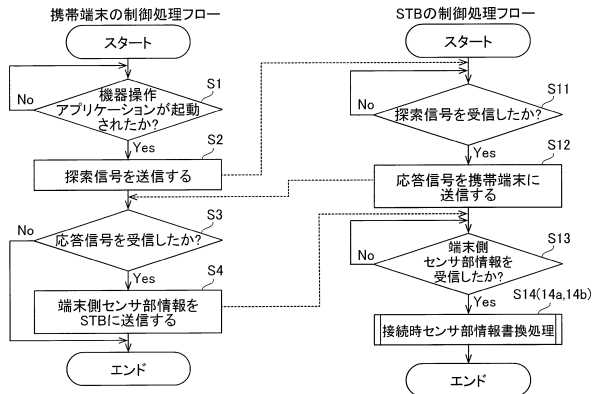 携帯端末の制御処理フロー
スタート
S1
機器操作
アプリケーションが起動
されたか?
No
Yes
S2
探索信号を送信する
S3
応答信号を受信したか?
No
Yes
S4
端末側センサ部情報を
STBに送信する
エンド
STBの制御処理フロー
スタート
S11
探索信号を受信したか?
No
Yes
S12
応答信号を携帯端末に
送信する
S13
端末側
センサ部情報を
受信したか?
No
Yes
S14(14a,14b)
接続時センサ部情報書換処理
エンド